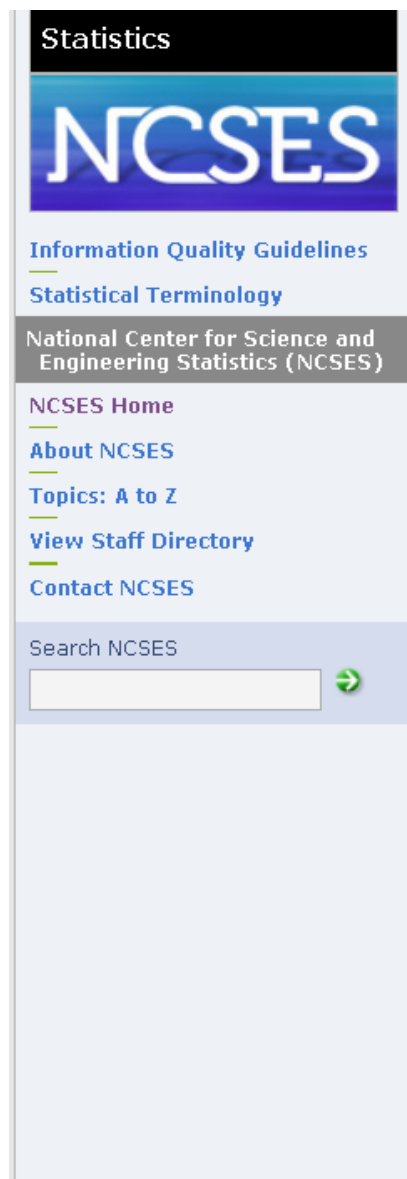 Statistics
NCSES
Information Quality Guidelines
Statistical Terminology
National Center for Science and
Engineering Statistics (NCSES)
NCSES Home
About NCSES
Topics: A to Z
View Staff Directory
Contact NCSES
Search NCSES